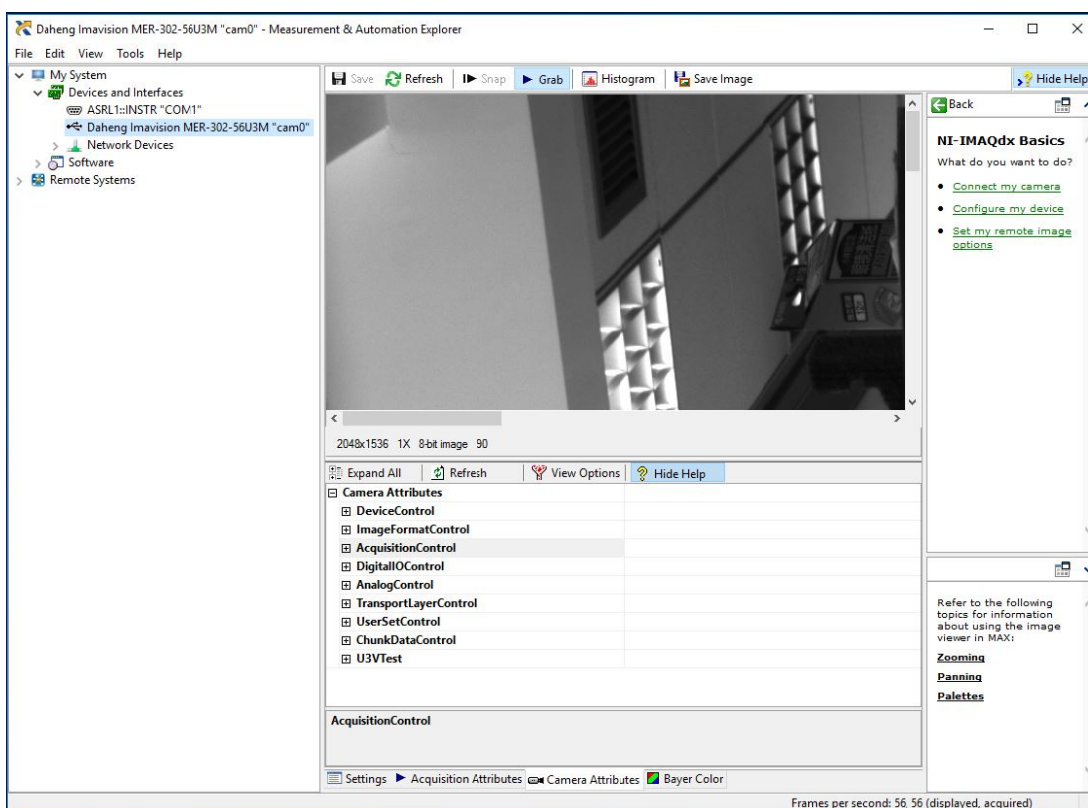 Daheng Imavision MER-302-56U3M "cam0" - Measurement & Automation Explorer
File Edit View Tools Help
My System
Devices and Interfaces
ASRL1::INSTR "COM1"
Daheng Imavision MER-302-56U3M "cam0"
Network Devices
Software
Remote Systems
Save Refresh Snap Grab Histogram Save Image Hide Help
2048x1536 1X 8-bit image 90
Expand All Refresh View Options Hide Help
Camera Attributes
DeviceControl
ImageFormatControl
AcquisitionControl
DigitalIOControl
AnalogControl
TransportLayerControl
UserSetControl
ChunkDataControl
U3VTest
AcquisitionControl
Settings Acquisition Attributes Camera Attributes Bayer Color
Back
NI-IMAQdx Basics
What do you want to do?
Connect my camera
Configure my device
Set my remote image
options
Refer to the following
topics for information
about using the image
viewer in MAX:
Zooming
Panning
Palettes
Frames per second: 56, 56 (displayed, acquired)